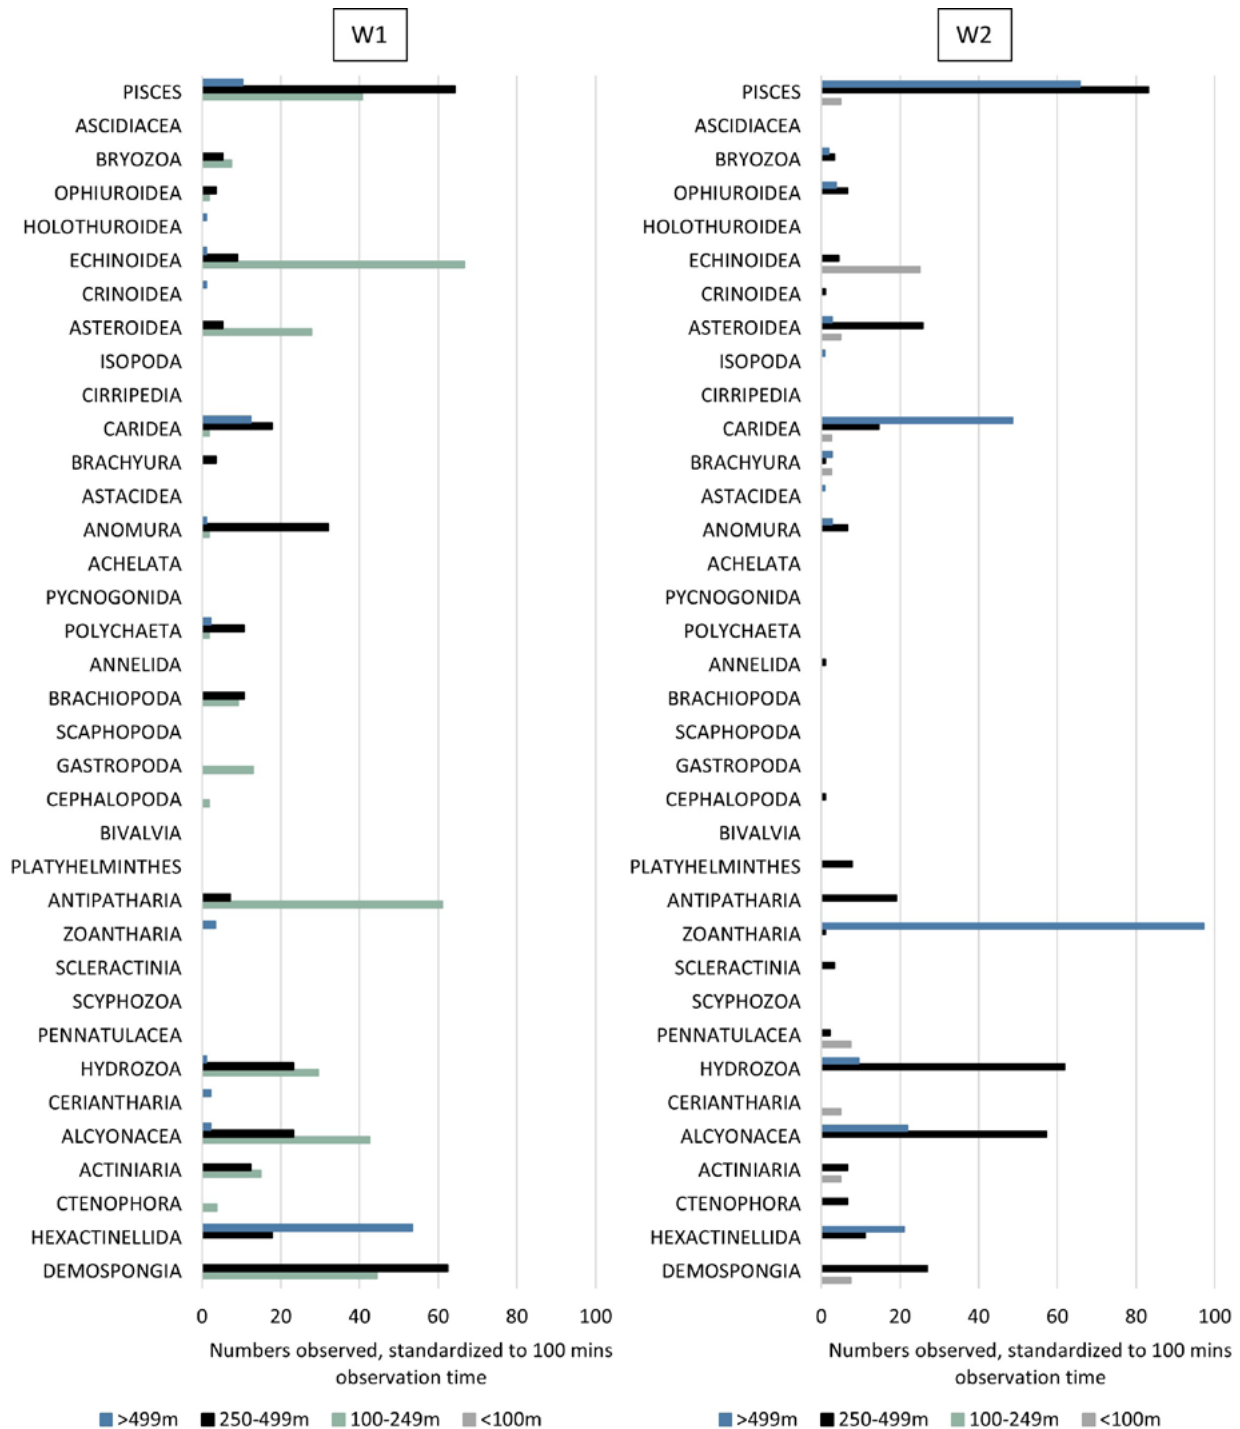 W1
PISCES
ASCIDIACEA
BRYOZOA
OPHIUROIDEA
HOLOTHUROIDEA
ECHINOIDEA
CRINOIDEA
ASTEROIDEA
ISOPODA
CIRRIPEDIA
CARIDEA
BRACHYURA
ASTACIDEA
ANOMURA
ACHELATA
PYCNOGONIDA
POLYCHAETA
ANNELIDA
BRACHIOPODA
SCAPHOPODA
GASTROPODA
CEPHALOPODA
BIVALVIA
PLATYHELMINTHES
ANTIPATHARIA
ZOANTHARIA
SCLERACTINIA
SCYPHOZOA
PENNATULACEA
HYDROZOA
CERIANTHARIA
ALCYONACEA
ACTINIARIA
CTENOPHORA
HEXACTINELLIDA
DEMOSPONGIA
0 20 40 60 80 100
Numbers observed, standardized to 100 mins
observation time
>499m 250-499m 100-249m <100m
W2
PISCES
ASCIDIACEA
BRYOZOA
OPHIUROIDEA
HOLOTHUROIDEA
ECHINOIDEA
CRINOIDEA
ASTEROIDEA
ISOPODA
CIRRIPEDIA
CARIDEA
BRACHYURA
ASTACIDEA
ANOMURA
ACHELATA
PYCNOGONIDA
POLYCHAETA
ANNELIDA
BRACHIOPODA
SCAPHOPODA
GASTROPODA
CEPHALOPODA
BIVALVIA
PLATYHELMINTHES
ANTIPATHARIA
ZOANTHARIA
SCLERACTINIA
SCYPHOZOA
PENNATULACEA
HYDROZOA
CERIANTHARIA
ALCYONACEA
ACTINIARIA
CTENOPHORA
HEXACTINELLIDA
DEMOSPONGIA
0 20 40 60 80 100
Numbers observed, standardized to 100 mins
observation time
>499m 250-499m 100-249m <100m